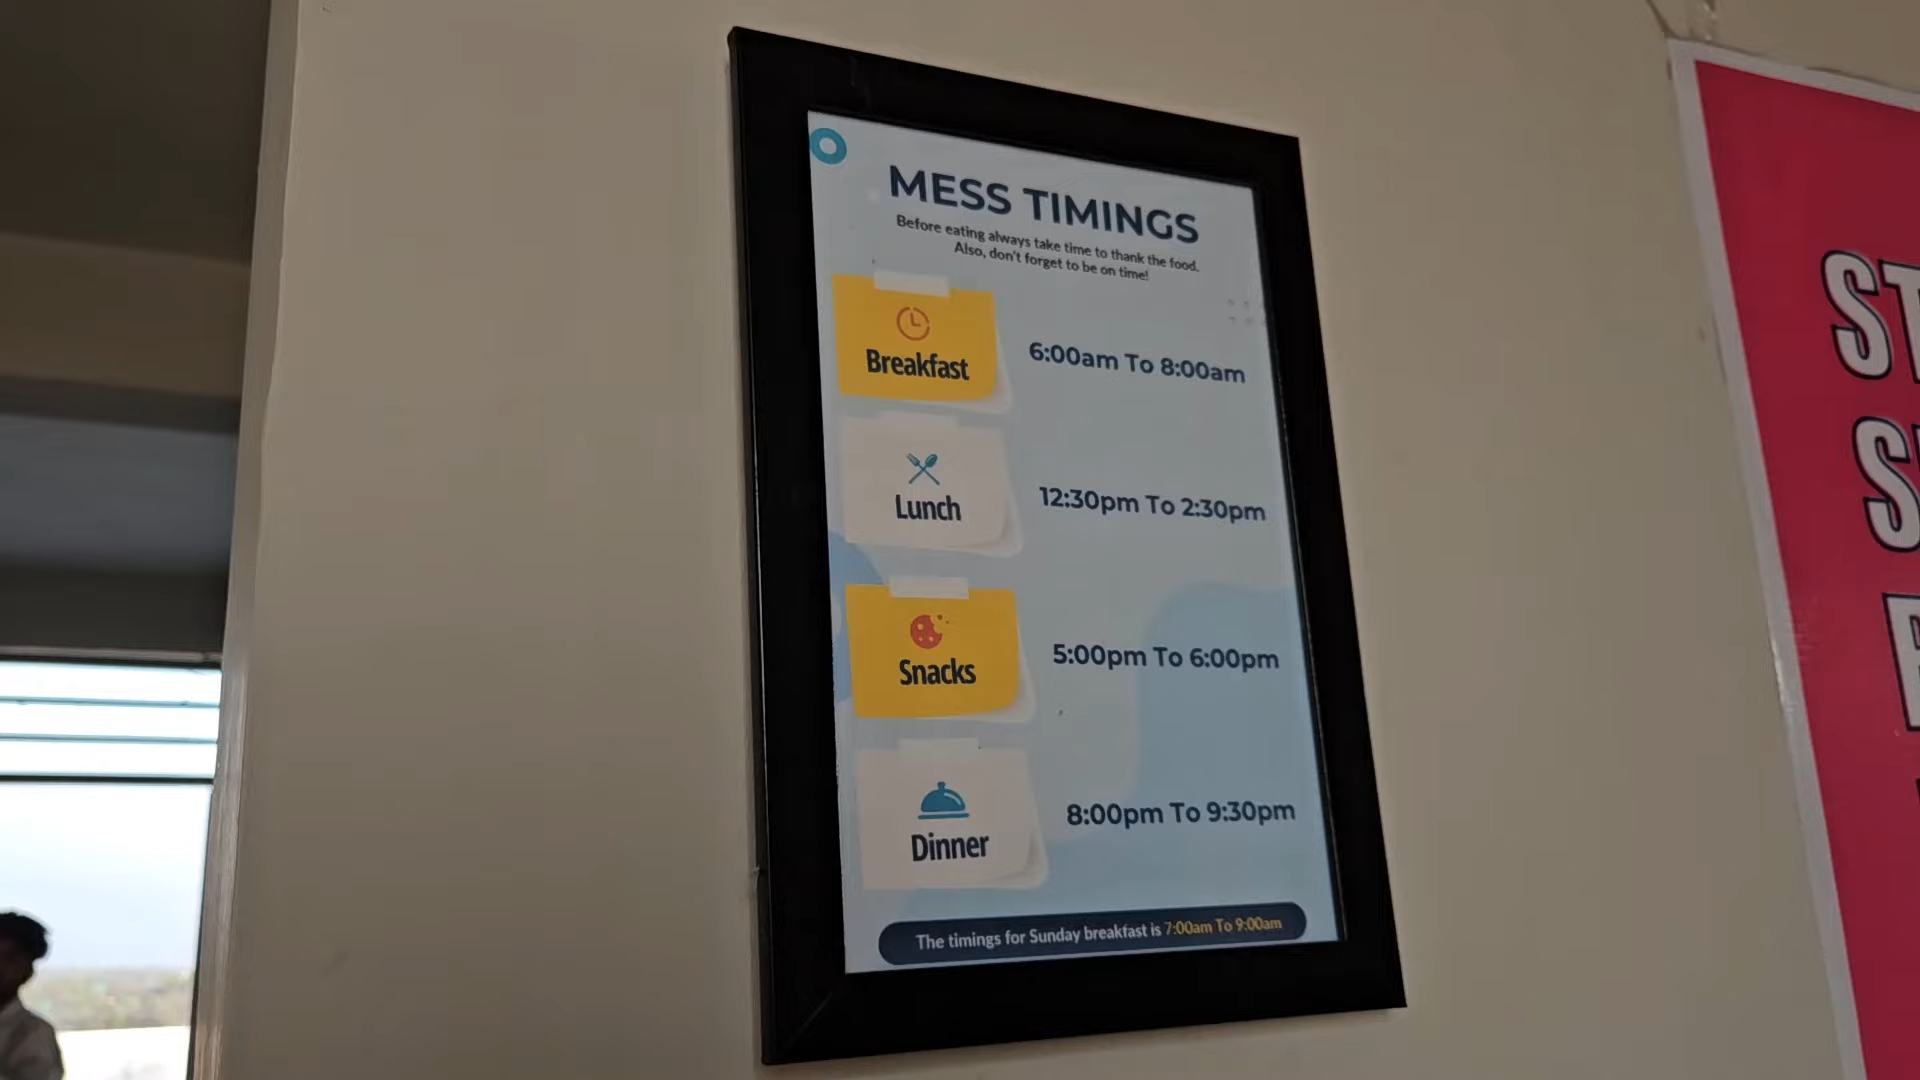 MESS TIMINGS
Before eating always take time to thank the food.
Also, don't forget to be on time!
Breakfast
6:00am To 8:00am
Lunch
12:30pm To 2:30pm
Snacks
5:00pm To 6:00pm
Dinner
8:00pm To 9:30pm
The timings for Sunday breakfast is 7:00am To 9:00am